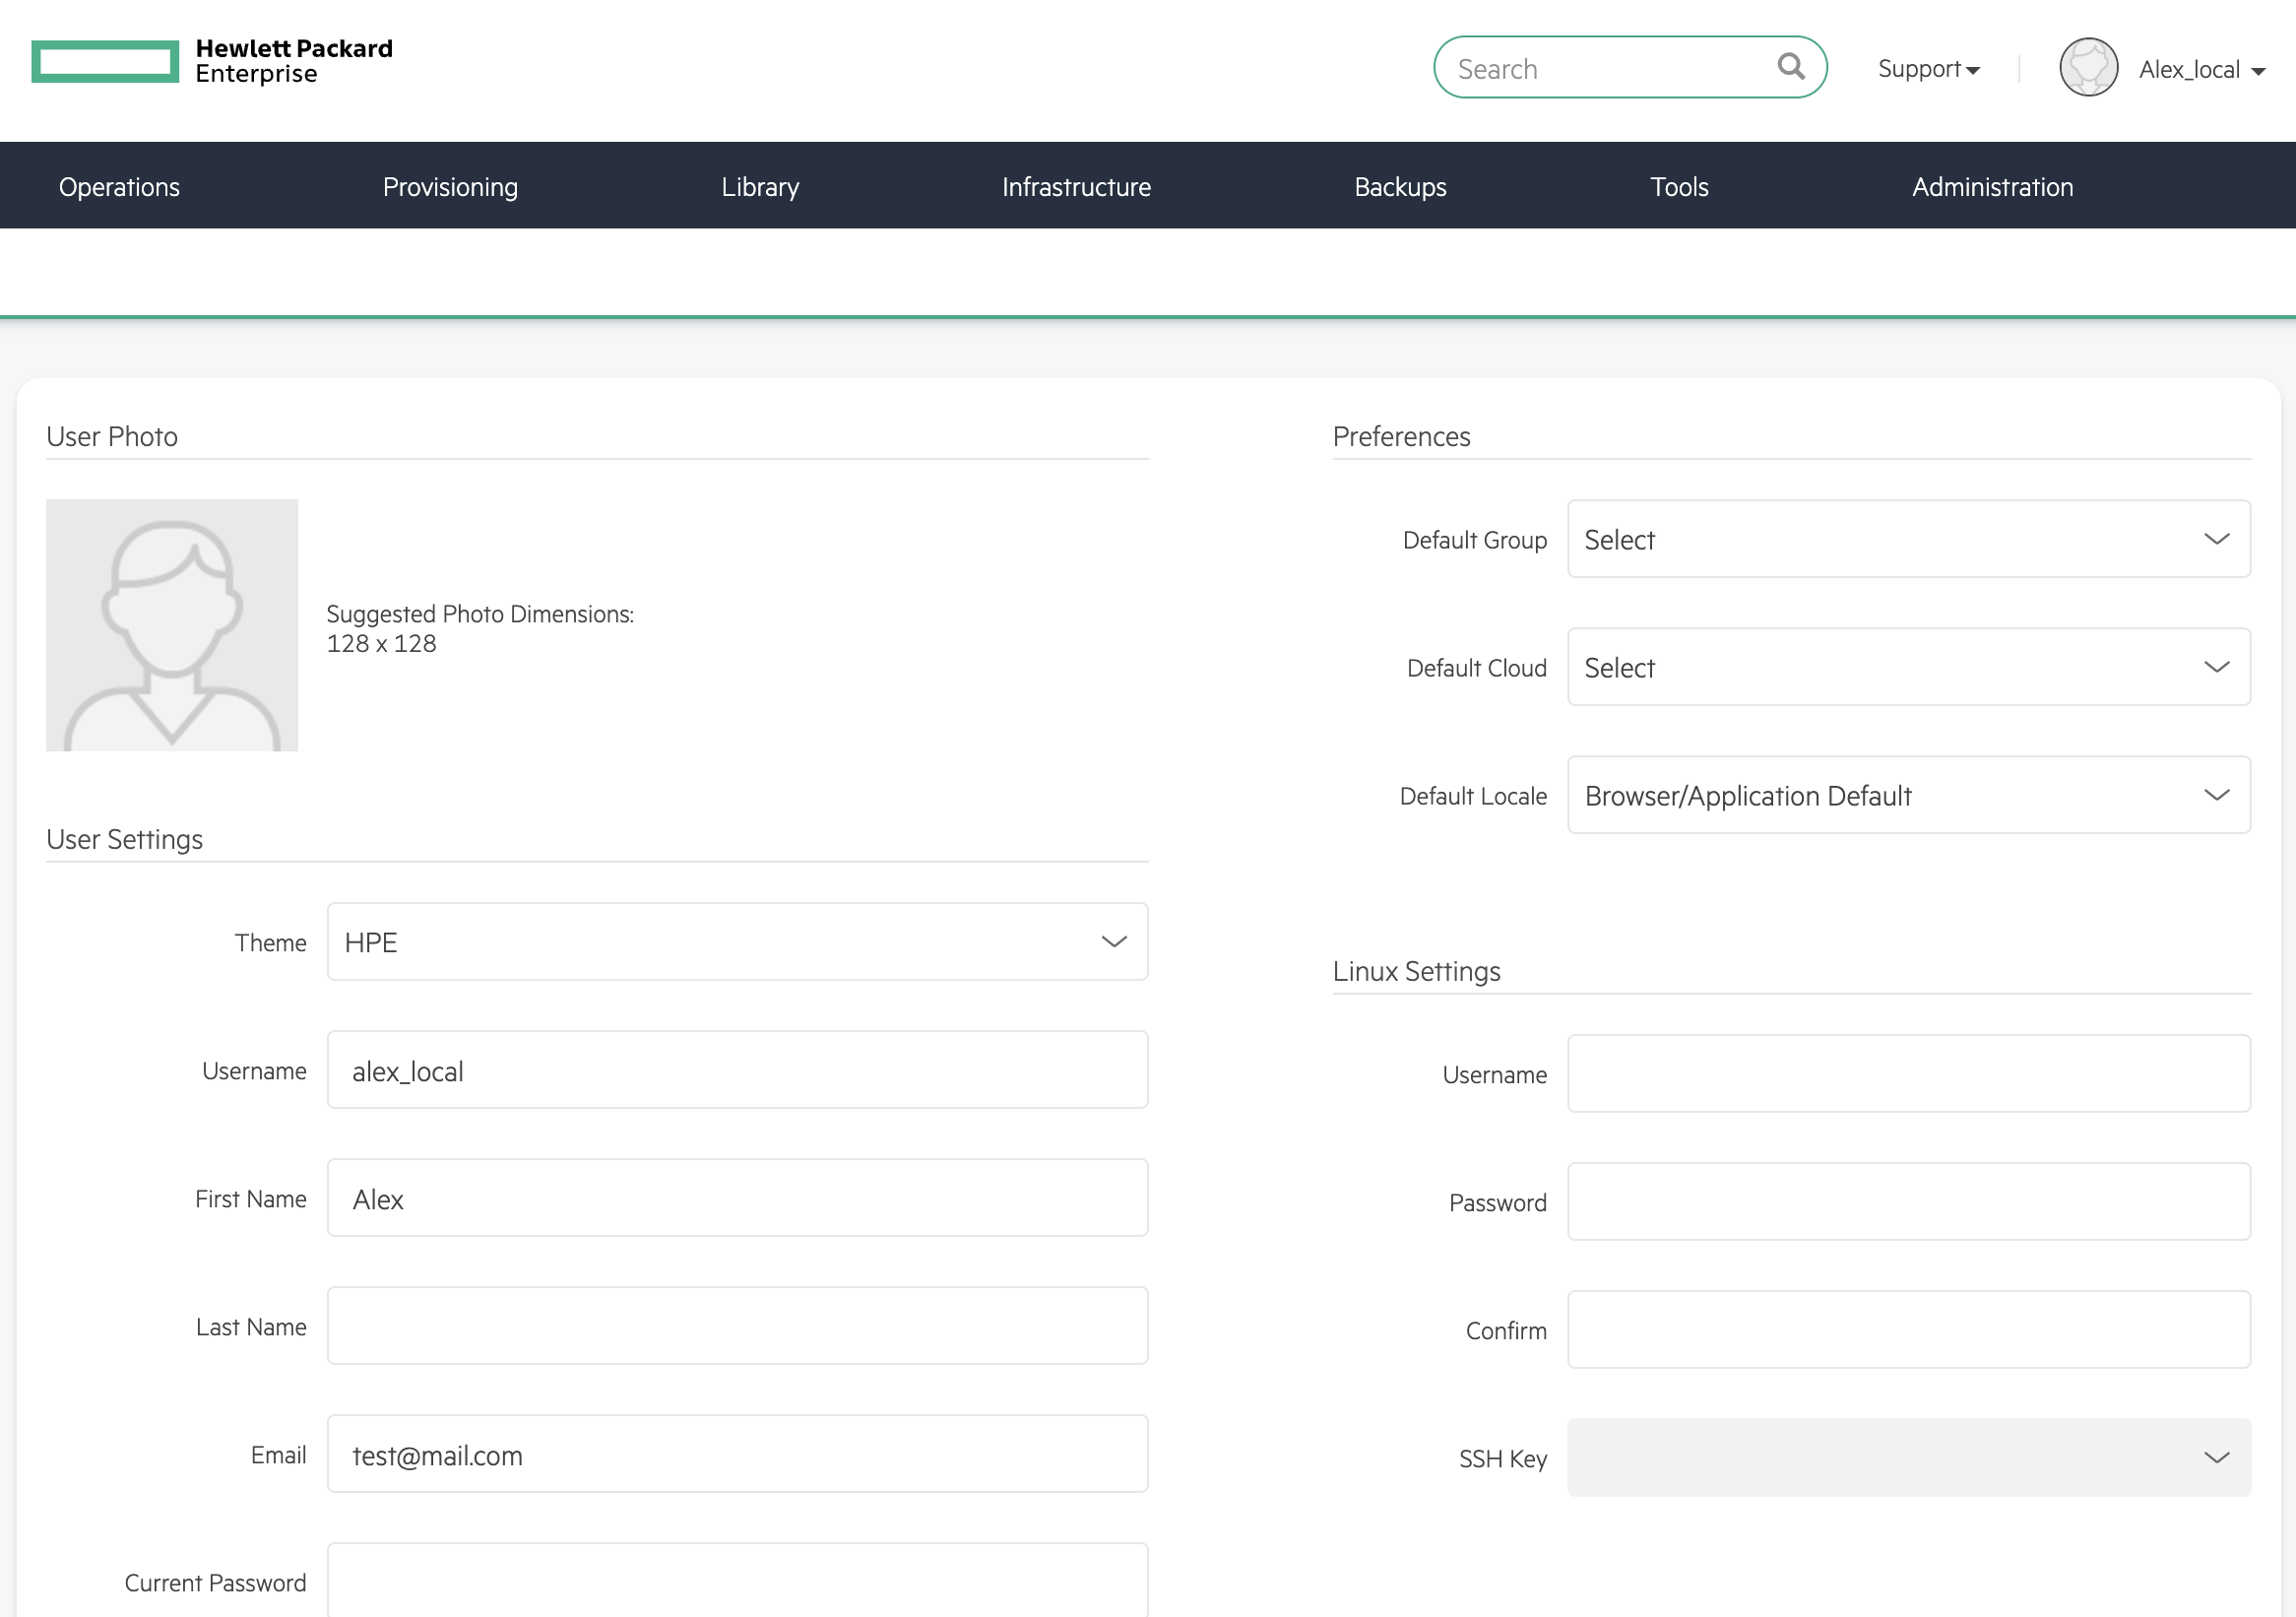 Hewlett Packard
Enterprise
Search
Support
Alex_local
Operations
Provisioning
Library
Infrastructure
Backups
Tools
Administration
User Photo
Suggested Photo Dimensions:
128 x 128
User Settings
Theme
HPE
Username
alex_local
First Name
Alex
Last Name
Email
test@mail.com
Current Password
Preferences
Default Group
Select
Default Cloud
Select
Default Locale
Browser/Application Default
Linux Settings
Username
Password
Confirm
SSH Key